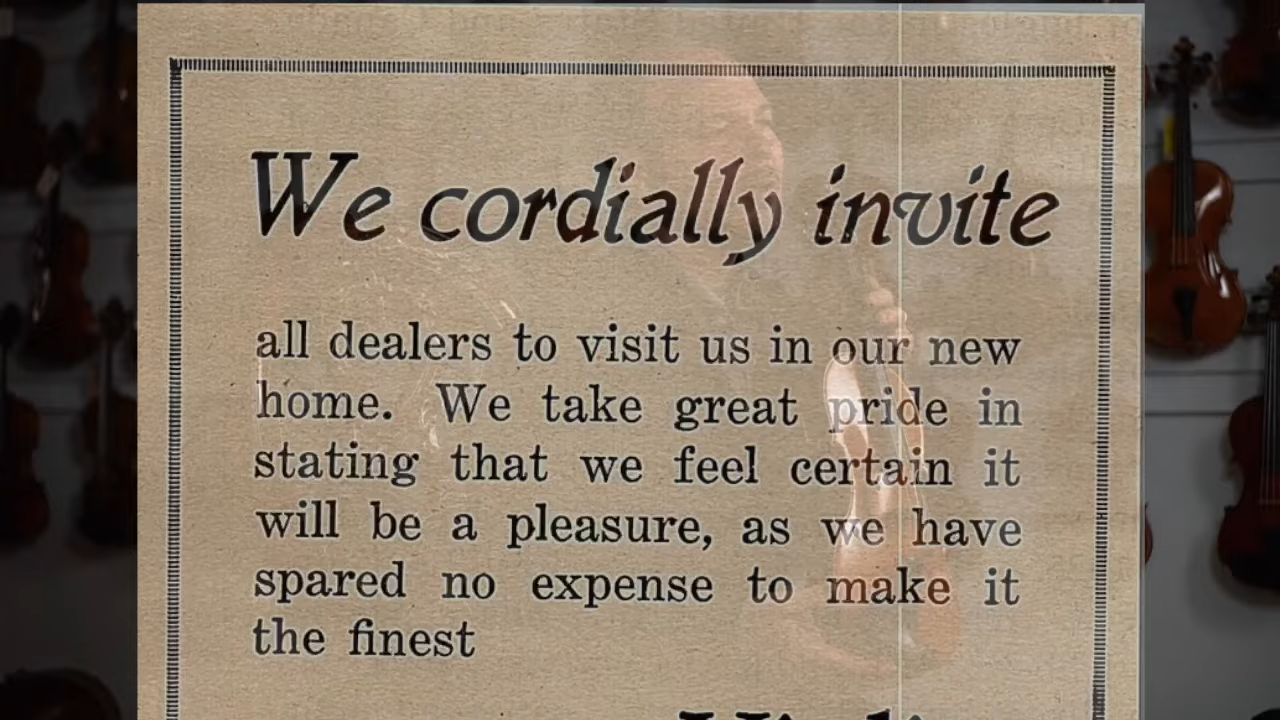 We cordially invite
all dealers to visit us in our new
home. We take great pride in
stating that we feel certain it
will be a pleasure, as we have
spared no expense to make it
the finest